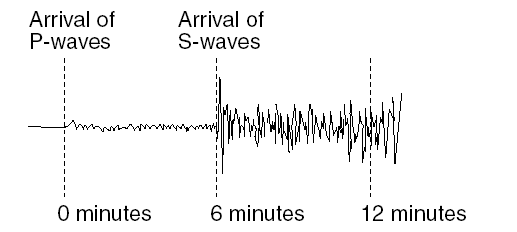 Arrival of
P-waves
Arrival of
S-waves
0 minutes
6 minutes
12 minutes